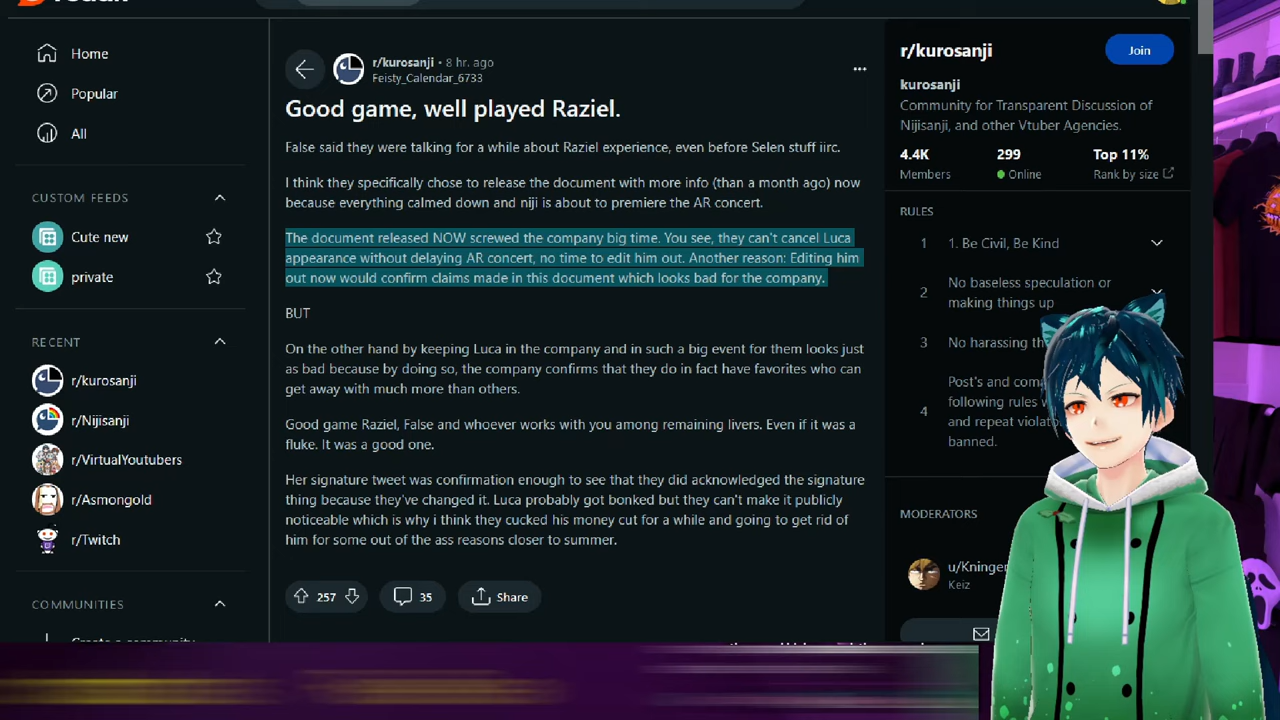 Home
Popular
All
CUSTOM FEEDS
Cute new
private
RECENT
r/kurosanji
r/Nijisanji
r/VirtualYoutubers
r/Asmongold
r/Twitch
COMMUNITIES
r/kurosanji • 8 hr. ago
Feisty_Calendar_6733
Good game, well played Raziel.
False said they were talking for a while about Raziel experience, even before Selen stuff iirc.
I think they specifically chose to release the document with more info (than a month ago) now
because everything calmed down and niji is about to premiere the AR concert.
The document released NOW screwed the company big time. You see, they can't cancel Luca
appearance without delaying AR concert, no time to edit him out. Another reason: Editing him
out now would confirm claims made in this document which looks bad for the company.
BUT
On the other hand by keeping Luca in the company and in such a big event for them looks just
as bad because by doing so, the company confirms that they do in fact have favorites who can
get away with much more than others.
Good game Raziel, False and whoever works with you among remaining livers. Even if it was a
fluke. It was a good one.
Her signature tweet was confirmation enough to see that they did acknowledged the signature
thing because they've changed it. Luca probably got bonked but they can't make it publicly
noticeable which is why i think they cucked his money cut for a while and going to get rid of
him for some out of the ass reasons closer to summer.
257
35
Share
r/kurosanji
Join
kurosanji
Community for Transparent Discussion of
Nijisanji, and other Vtuber Agencies.
4.4K 299 Top 11%
Members Online Rank by size
RULES
1 1. Be Civil, Be Kind
2 No baseless speculation or
making things up
3 No harassing
4 Post's and
following rules
and repeat
banned.
MODERATORS
Keiz